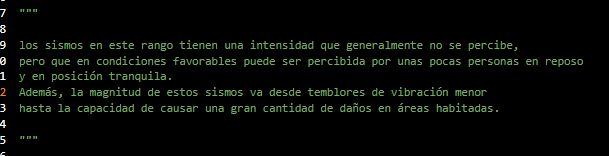 7 """
8
9 los sismos en este rango tienen una intensidad que generalmente no se percibe,
0 pero que en condiciones favorables puede ser percibida por unas pocas personas en reposo
1 y en posición tranquila.
2 Además, la magnitud de estos sismos va desde temblores de vibración menor
3 hasta la capacidad de causar una gran cantidad de daños en áreas habitadas.
4
5 """